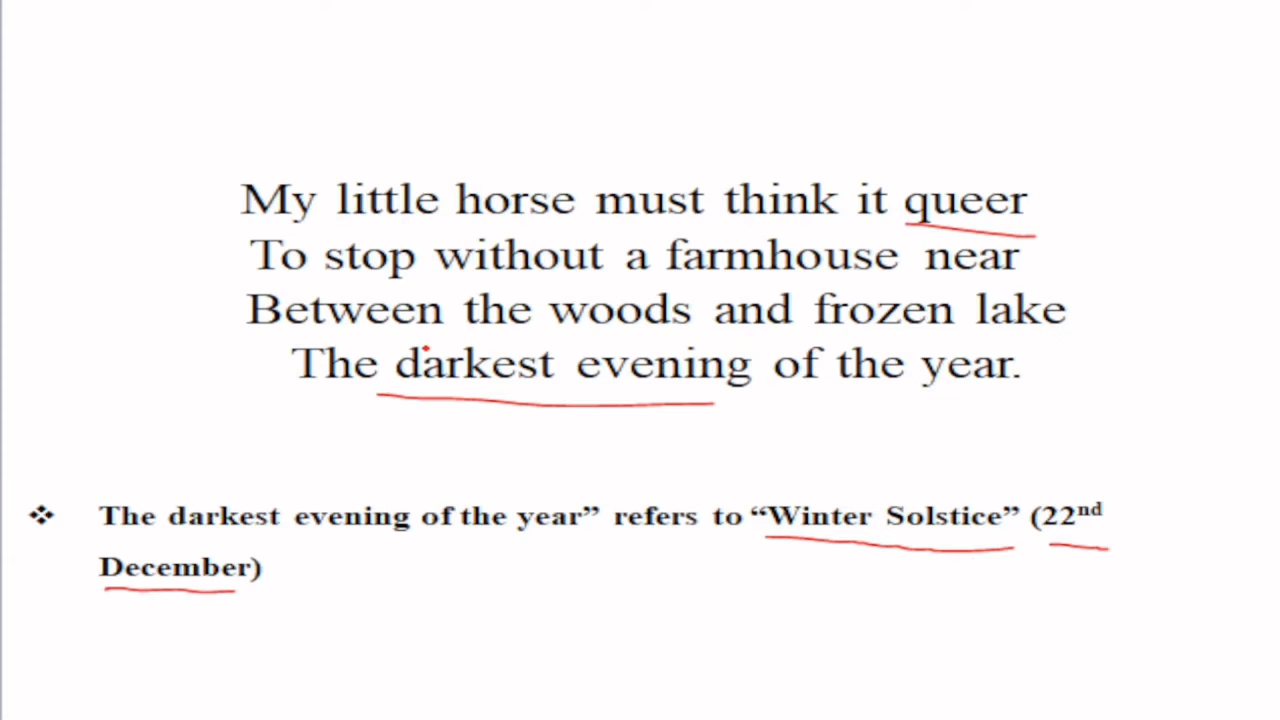 My little horse must think it queer
To stop without a farmhouse near
Between the woods and frozen lake
The darkest evening of the year.
❖ The darkest evening of the year” refers to “Winter Solstice” (22nd
December)